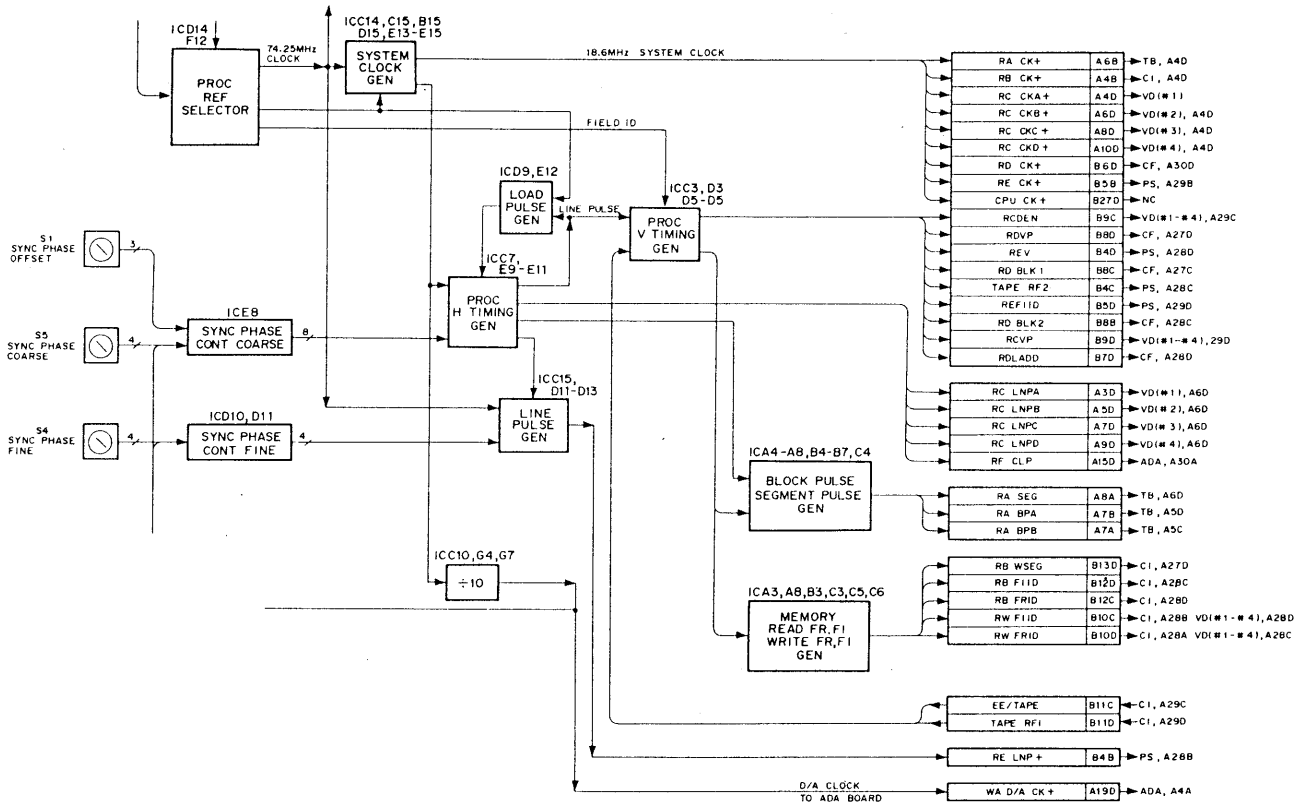 ICD14
F12
74.25MHz
CLOCK
PROC
REF
SELECTOR
ICC14, C15, B15
D15, E13-E15
SYSTEM
CLOCK
GEN
18.6MHz SYSTEM CLOCK
FIELD ID
ICD9, E12
LOAD
PULSE
GEN
LINE PULSE
ICC3, D3
D5-D5
PROC
V TIMING
GEN
S1
SYNC PHASE
OFFSET
3
S5
SYNC PHASE
COARSE
4
ICE8
SYNC PHASE
CONT COARSE
8
ICC7,
E9-E11
PROC
H TIMING
GEN
S4
SYNC PHASE
FINE
4
ICD10, D11
SYNC PHASE
CONT FINE
4
ICC15,
D11-D13
LINE
PULSE
GEN
ICA4-A8, B4-B7, C4
BLOCK PULSE
SEGMENT PULSE
GEN
ICC10, G4, G7
÷10
ICA3, A8, B3, C3, C5, C6
MEMORY
READ FR, FI
WRITE FR, FI
GEN
RA CK+ A6B TB, A4D
RB CK+ A4B CI, A4D
RC CKA+ A4D VD(#1)
RC CKB+ A6D VD(#2), A4D
RC CKC+ A8D VD(#3), A4D
RC CKD+ A10D VD(#4), A4D
RD CK+ B6D CF, A30D
RE CK+ B5B PS, A29B
CPU CK+ B27D NC
RCDEN B9C VD(#1-#4), A29C
RDVP B8D CF, A27D
REV B4D PS, A28D
RD BLK1 B8C CF, A27C
TAPE RF2 B4C PS, A28C
REFIID B5D PS, A29D
RD BLK2 B8B CF, A28C
RCVP B9D VD(#1-#4), 29D
RDLADD B7D CF, A28D
RC LNPA A3D VD(#1), A6D
RC LNPB A5D VD(#2), A6D
RC LNPC A7D VD(#3), A6D
RC LNPD A9D VD(#4), A6D
RF CLP A15D ADA, A30A
RA SEG A8A TB, A6D
RA BPA A7B TB, A5D
RA BPB A7A TB, A5C
RB WSEG B13D CI, A27D
RB FIID B12D CI, A28C
RB FRID B12C CI, A28D
RW FIID B10C CI, A28B VD(#1-#4), A28D
RW FRID B10D CI, A28A VD(#1-#4), A28C
EE/TAPE B11C CI, A29C
TAPE RF1 B11D CI, A29D
RE LNP+ B4B PS, A28B
D/A CLOCK
TO ADA BOARD
WA D/A CK+ A19D ADA, A4A